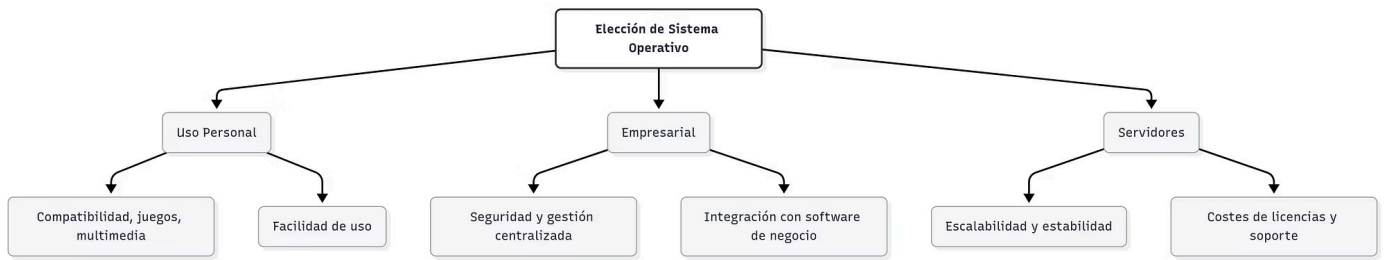 Elección de Sistema
Operativo
Uso Personal
Empresarial
Servidores
Compatibilidad, juegos,
multimedia
Facilidad de uso
Seguridad y gestión
centralizada
Integración con software
de negocio
Escalabilidad y estabilidad
Costes de licencias y
soporte